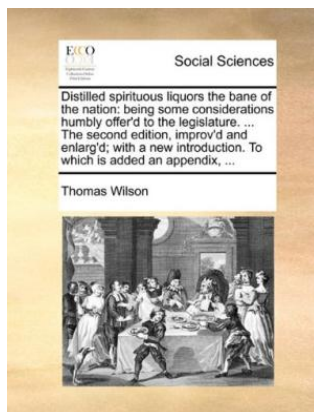 ECCO
Social Sciences
Distilled spirituous liquors the bane of
the nation: being some considerations
humbly offer'd to the legislature. ...
The second edition, improv'd and
enlarg'd; with a new introduction. To
which is added an appendix, ...
Thomas Wilson